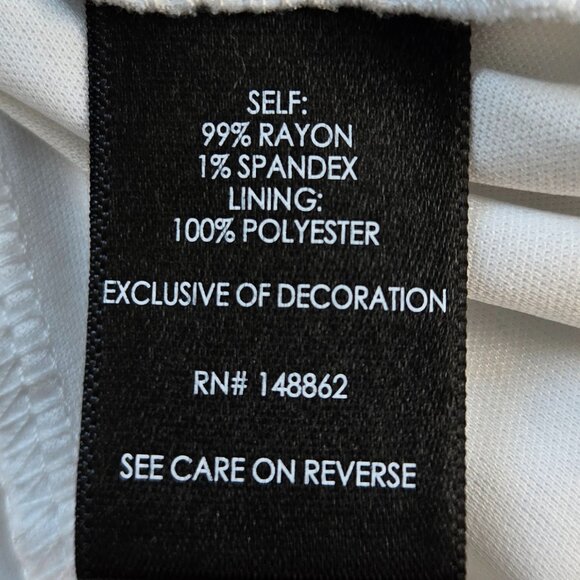 SELF:
99% RAYON
1% SPANDEX
LINING:
100% POLYESTER
EXCLUSIVE OF DECORATION
RN# 148862
SEE CARE ON REVERSE